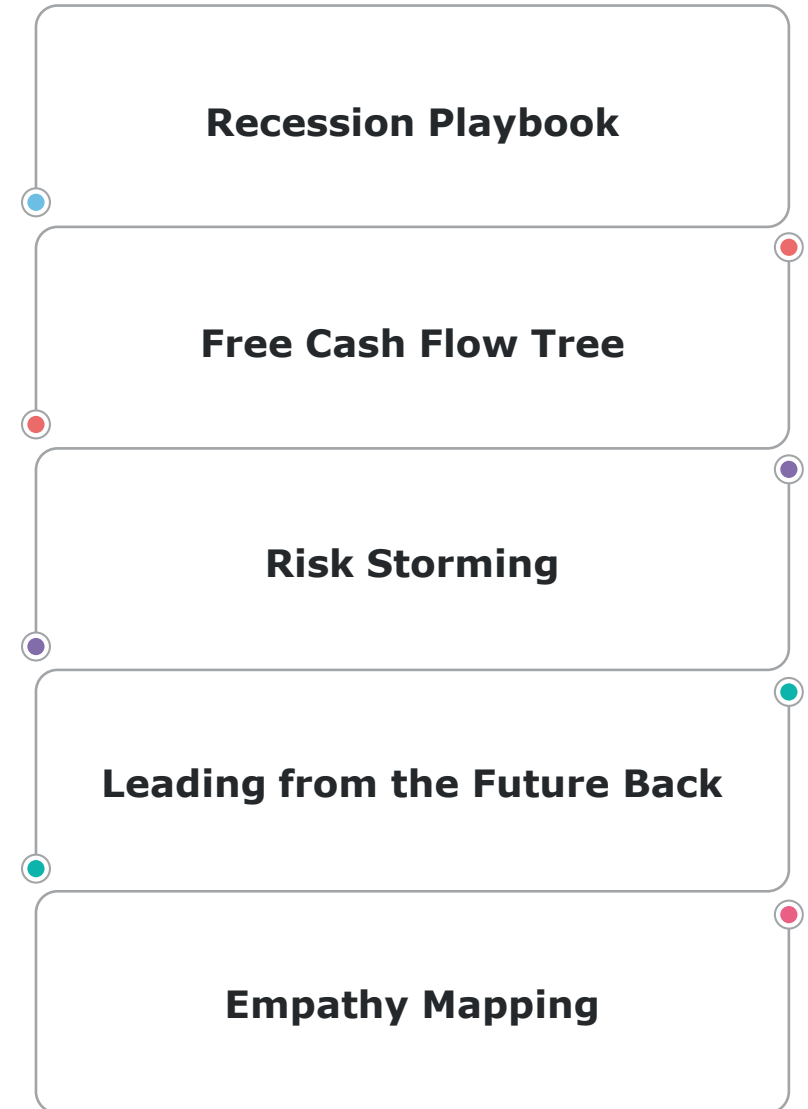 Recession Playbook
Free Cash Flow Tree
Risk Storming
Leading from the Future Back
Empathy Mapping